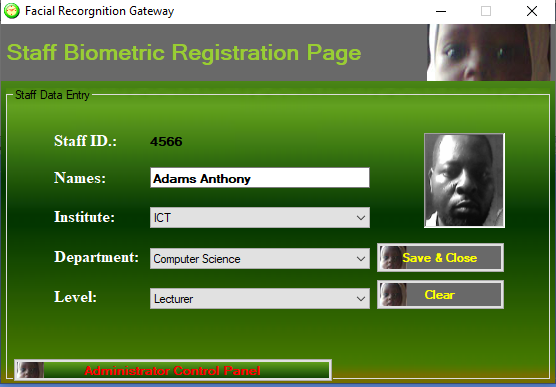 Facial Recorgnition Gateway
Staff Biometric Registration Page
Staff Data Entry
Staff ID.: 4566
Names: Adams Anthony
Institute: ICT
Department: Computer Science
Save & Close
Level: Lecturer
Clear
Administrator Control Panel